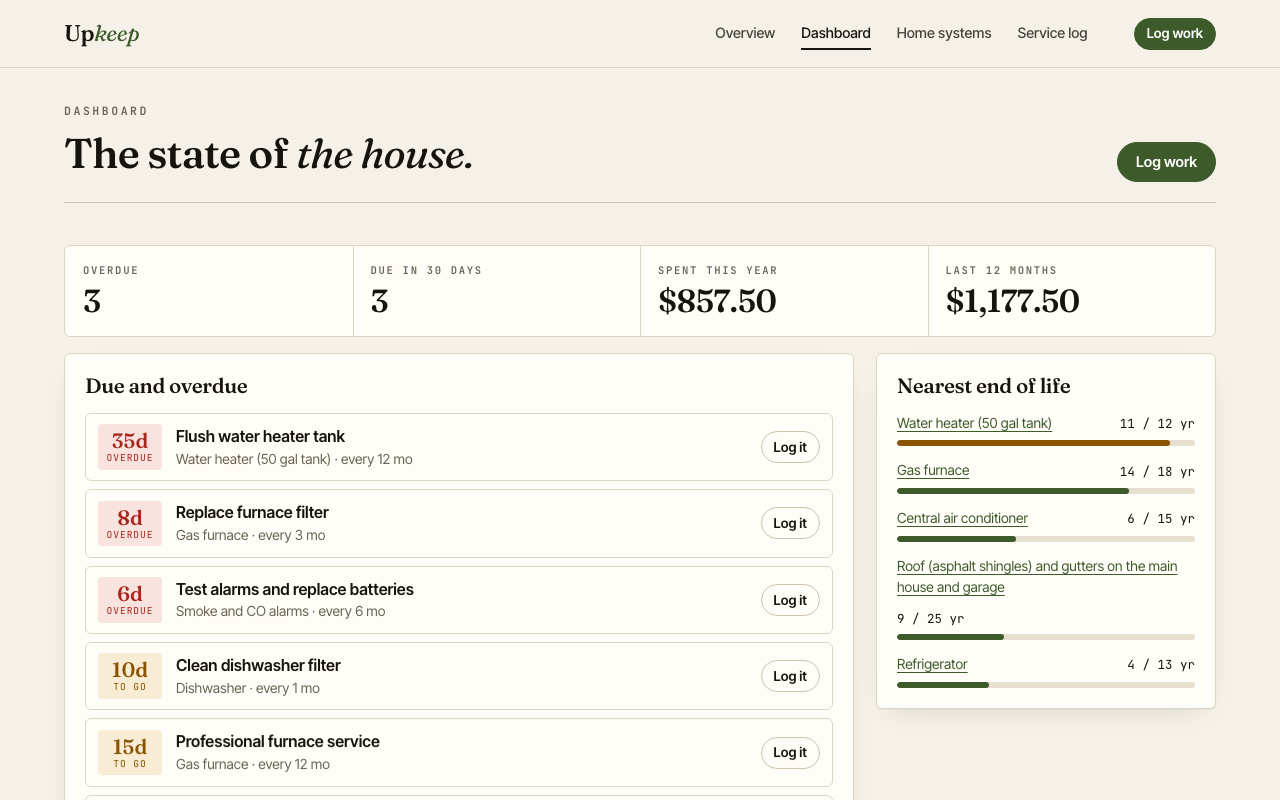 Upkeep
Overview
Dashboard
Home systems
Service log
Log work
DASHBOARD
The state of the house.
Log work
OVERDUE
3
DUE IN 30 DAYS
3
SPENT THIS YEAR
$857.50
LAST 12 MONTHS
$1,177.50
Due and overdue
35d
OVERDUE
Flush water heater tank
Water heater (50 gal tank) · every 12 mo
Log it
8d
OVERDUE
Replace furnace filter
Gas furnace · every 3 mo
Log it
6d
OVERDUE
Test alarms and replace batteries
Smoke and CO alarms · every 6 mo
Log it
10d
TO GO
Clean dishwasher filter
Dishwasher · every 1 mo
Log it
15d
TO GO
Professional furnace service
Gas furnace · every 12 mo
Log it
Nearest end of life
Water heater (50 gal tank)
11 / 12 yr
Gas furnace
14 / 18 yr
Central air conditioner
6 / 15 yr
Roof (asphalt shingles) and gutters on the main
house and garage
9 / 25 yr
Refrigerator
4 / 13 yr